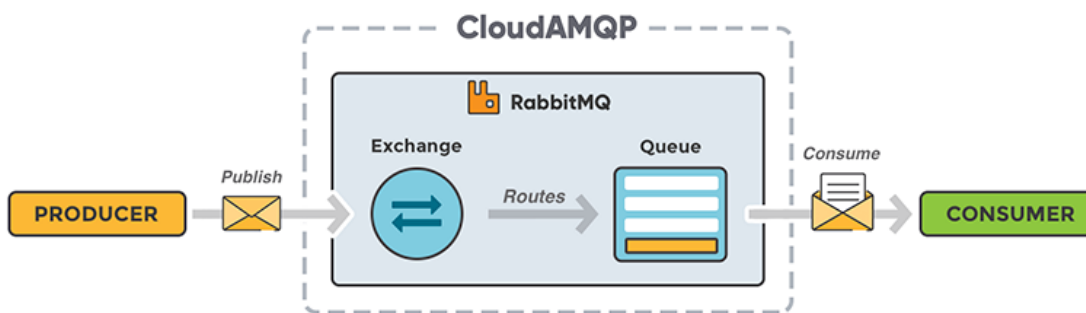 CloudAMQP
RabbitMQ
Exchange
Queue
Publish
Routes
Consume
PRODUCER
CONSUMER